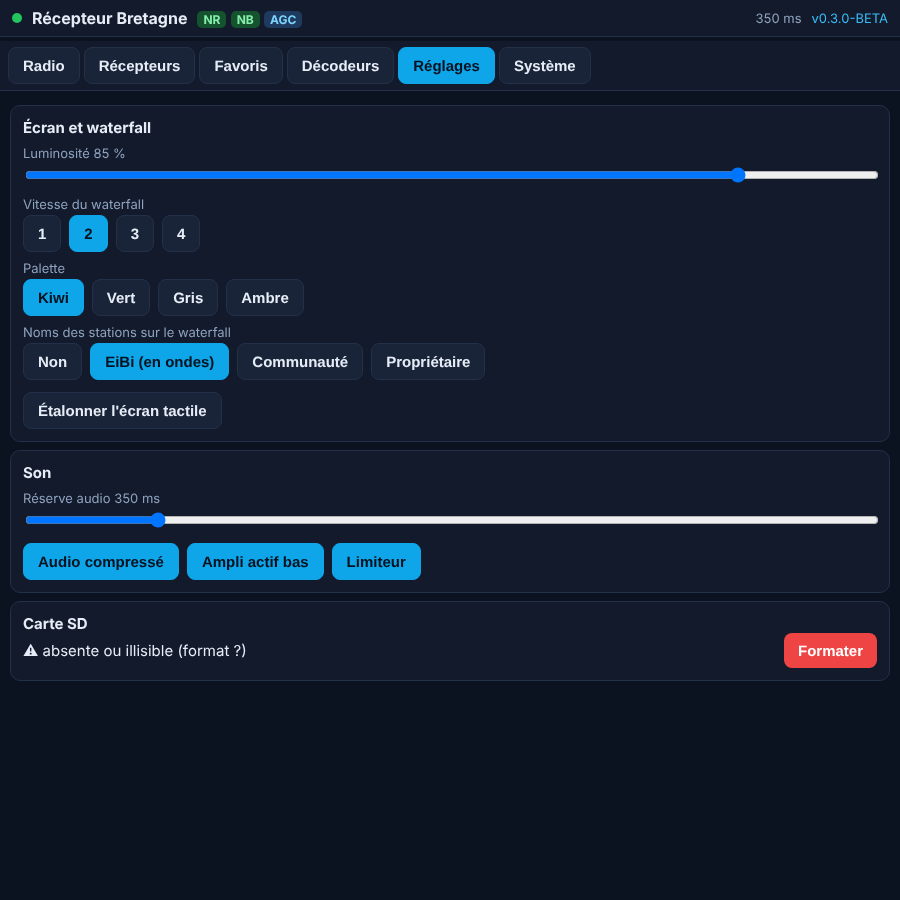 Récepteur Bretagne NR NB AGC 350 ms v0.3.0-BETA
Radio Récepteurs Favoris Décodeurs Réglages Système
Écran et waterfall
Luminosité 85 %
Vitesse du waterfall
1 2 3 4
Palette
Kiwi Vert Gris Ambre
Noms des stations sur le waterfall
Non EiBi (en ondes) Communauté Propriétaire
Étalonner l'écran tactile
Son
Réserve audio 350 ms
Audio compressé Ampli actif bas Limiteur
Carte SD
⚠ absente ou illisible (format ?) Formater